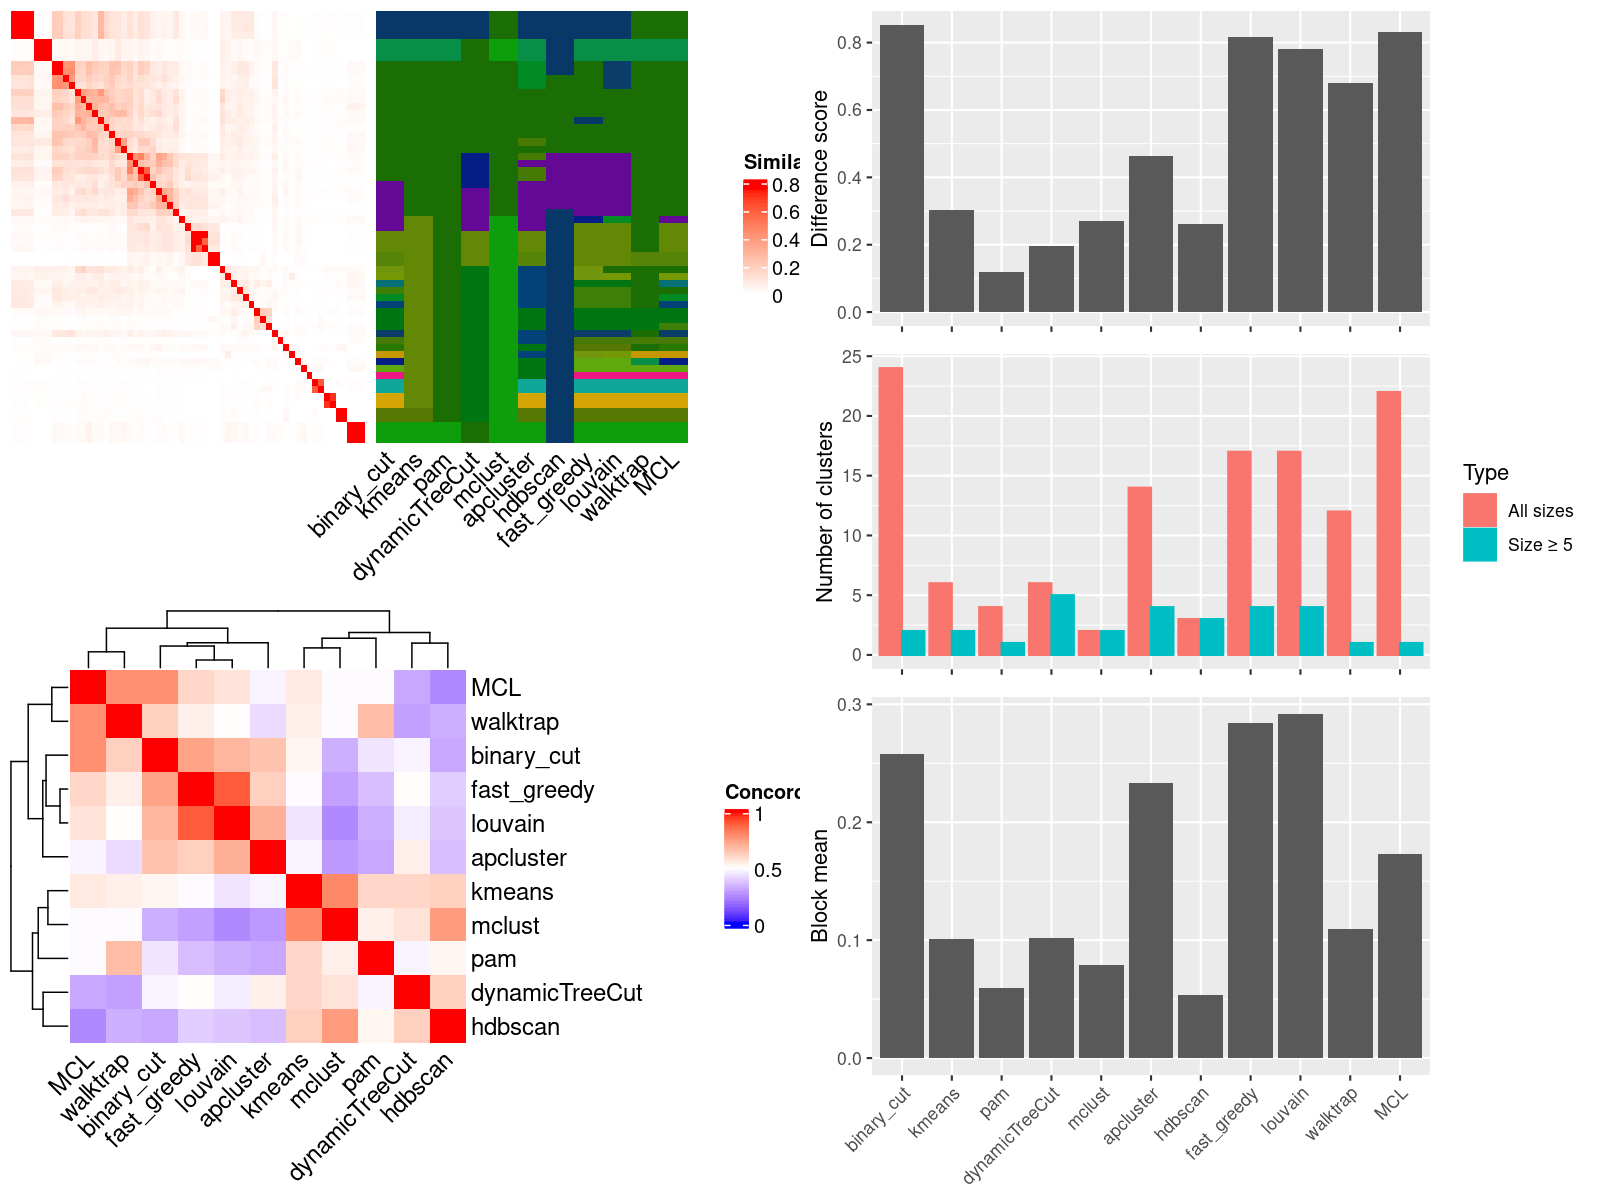 Simila
0.8
0.6
0.4
0.2
0
binary_cut
kmeans
pam
dynamicTreeCut
mclust
apcluster
hdbscan
fast_greedy
louvain
walktrap
MCL
MCL
walktrap
binary_cut
fast_greedy
louvain
apcluster
kmeans
mclust
pam
dynamicTreeCut
hdbscan
MCL
walktrap
binary_cut
fast_greedy
louvain
apcluster
kmeans
mclust
pam
dynamicTreeCut
hdbscan
Concord
1
0.5
0
Difference score
0.8
0.6
0.4
0.2
0.0
Number of clusters
25
20
15
10
5
0
Type
All sizes
Size ≥ 5
Block mean
0.3
0.2
0.1
0.0
binary_cut
kmeans
pam
dynamicTreeCut
mclust
apcluster
hdbscan
fast_greedy
louvain
walktrap
MCL